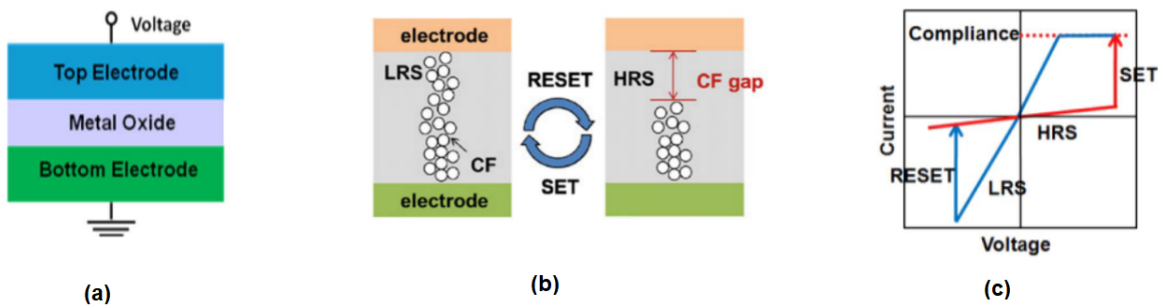 Voltage
Top Electrode
Metal Oxide
Bottom Electrode
(a)
electrode
LRS
CF
electrode
RESET
SET
HRS
CF gap
(b)
Compliance
SET
Current
HRS
RESET
LRS
Voltage
(c)